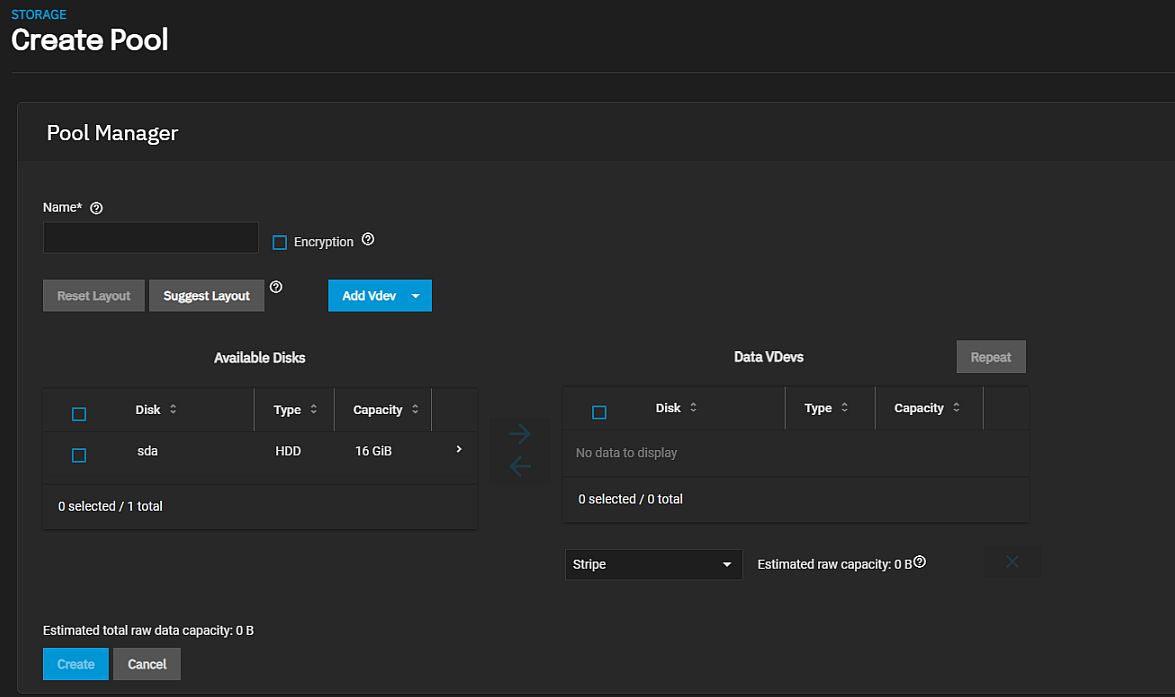 STORAGE
Create Pool
Pool Manager
Name*
Encryption
Reset Layout Suggest Layout Add Vdev
Available Disks
Disk Type Capacity
sda HDD 16 GiB
0 selected / 1 total
Data VDevs Repeat
Disk Type Capacity
No data to display
0 selected / 0 total
Stripe Estimated raw capacity: 0 B
Estimated total raw data capacity: 0 B
Create Cancel